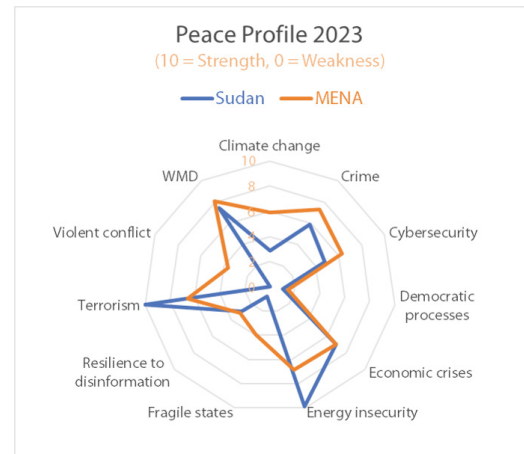 Peace Profile 2023
(10 = Strength, 0 = Weakness)
Sudan MENA
Climate change
10
8
6
4
2
0
Crime
Cybersecurity
Democratic
processes
Economic crises
Energy insecurity
Fragile states
Resilience to
disinformation
Terrorism
Violent conflict
WMD